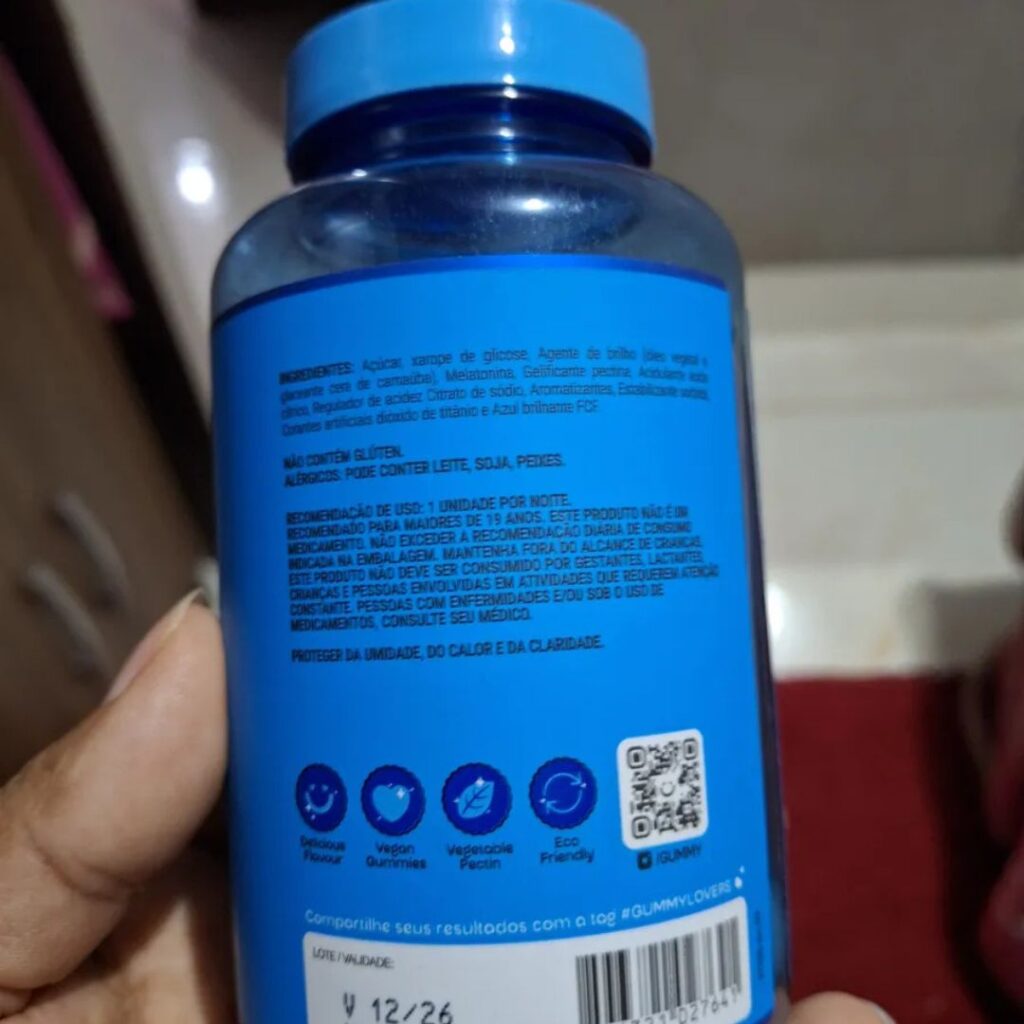 INGREDIENTES: Açúcar, xarope de glicose, Agente de brilho (óleo vegetal e
glaceante cera de carnaúba), Melatonina, Gelificante pectina, Acidulante ácido
cítrico, Regulador de acidez Citrato de sódio, Aromatizantes, Estabilizante
Corantes artificiais dióxido de titânio e Azul brilhante FCF.
NÃO CONTÉM GLÚTEN.
ALÉRGICOS: PODE CONTER LEITE, SOJA, PEIXES.
RECOMENDAÇÃO DE USO: 1 UNIDADE POR NOITE.
RECOMENDADO PARA MAIORES DE 19 ANOS. ESTE PRODUTO NÃO É UM
MEDICAMENTO. NÃO EXCEDER A RECOMENDAÇÃO DIÁRIA DE CONSUMO
INDICADA NA EMBALAGEM. MANTENHA FORA DO ALCANCE DE CRIANÇAS.
ESTE PRODUTO NÃO DEVE SER CONSUMIDO POR GESTANTES, LACTANTES,
CRIANÇAS E PESSOAS ENVOLVIDAS EM ATIVIDADES QUE REQUEREM ATENÇÃO
CONSTANTE. PESSOAS COM ENFERMIDADES E/OU SOB O USO DE
MEDICAMENTOS, CONSULTE SEU MÉDICO.
PROTEGER DA UMIDADE, DO CALOR E DA CLARIDADE.
Delicious
Flavour
Vegan
Gummies
Vegetable
Pectin
Eco
Friendly
IGUMMY
Compartilhe seus resultados com a tag #GUMMYLOVERS
LOTE / VALIDADE:
V 12/26